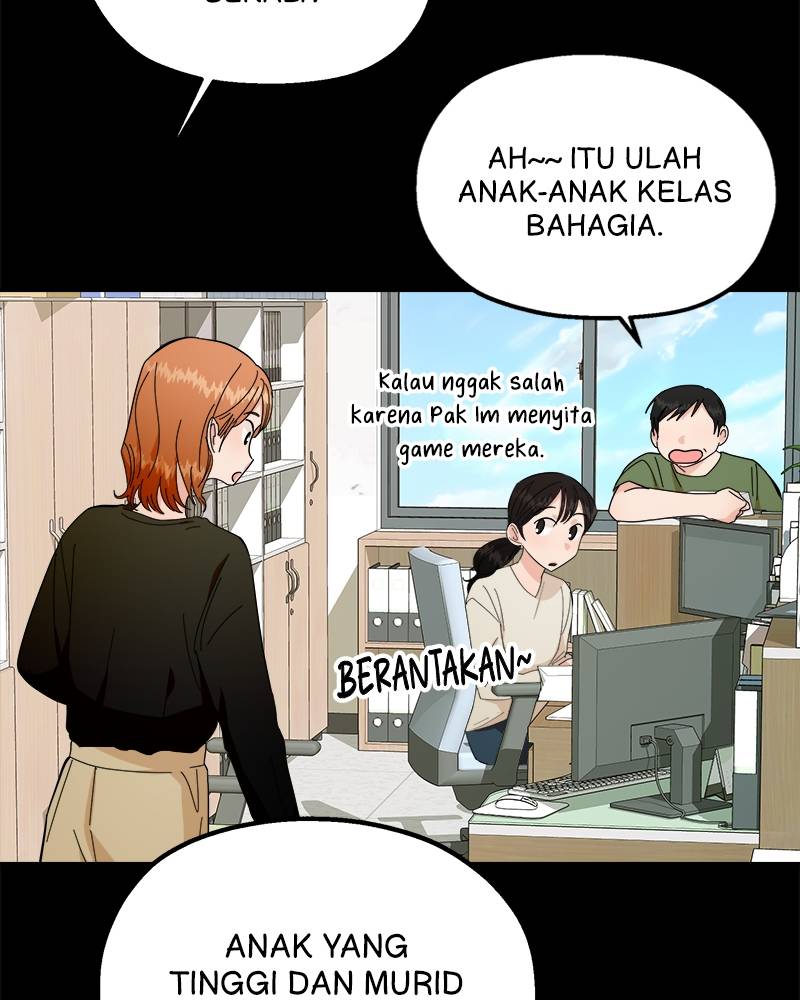 AH~~ ITU ULAH
ANAK-ANAK KELAS
BAHAGIA.
Kalau nggak salah
karena Pak Im menyita
game mereka.
BERANTAKAN~
ANAK YANG
TINGGI DAN MURID